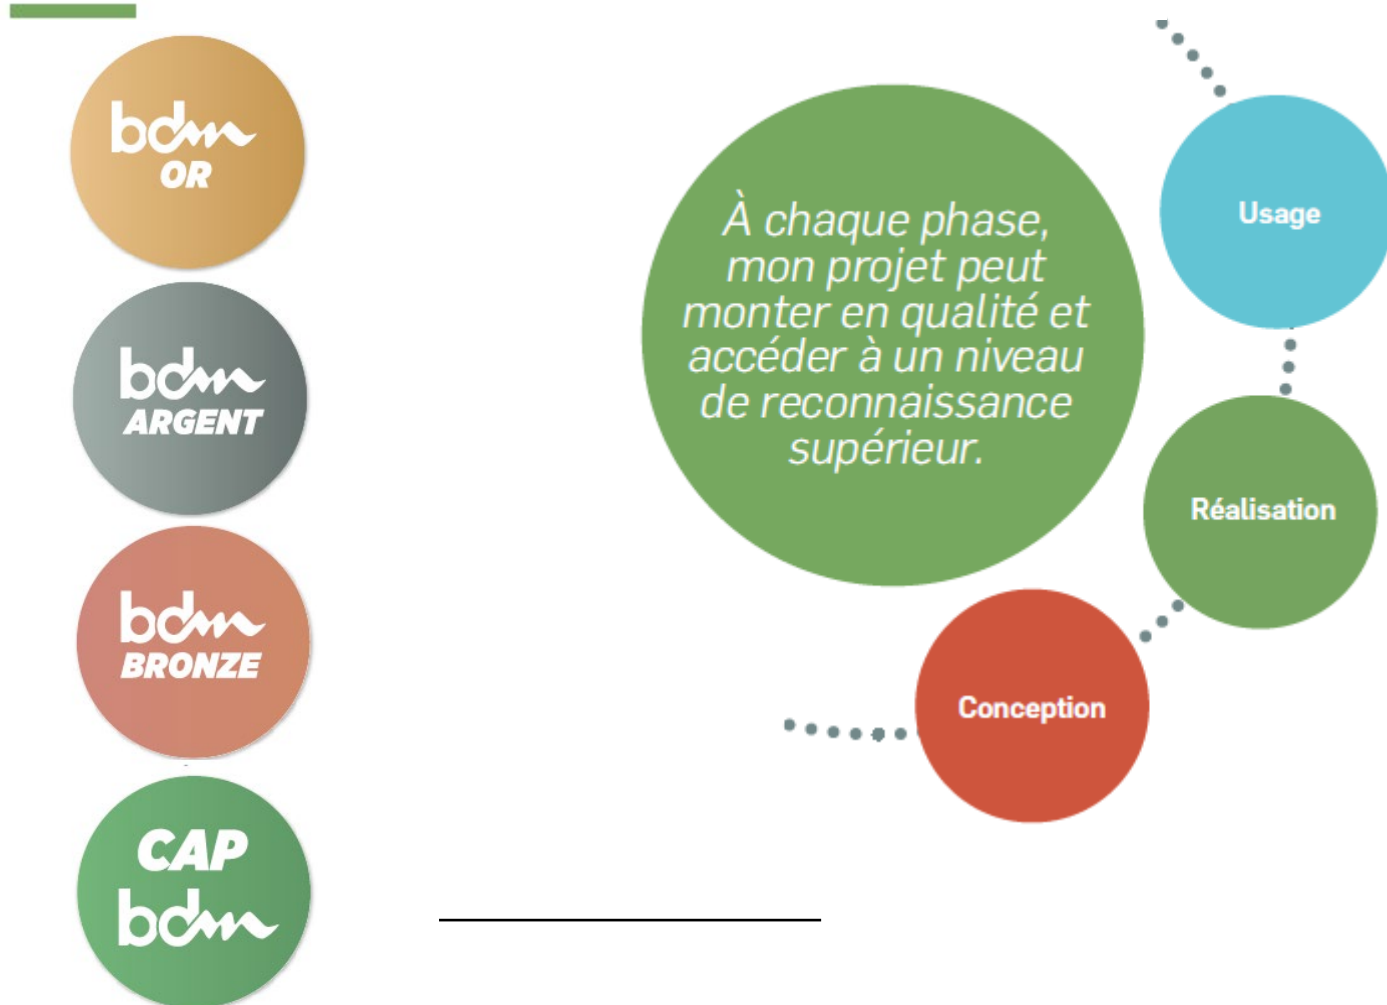 bdm
OR
bdm
ARGENT
bdm
BRONZE
CAP
bdm
À chaque phase,
mon projet peut
monter en qualité et
accéder à un niveau
de reconnaissance
supérieur.
Usage
Réalisation
Conception